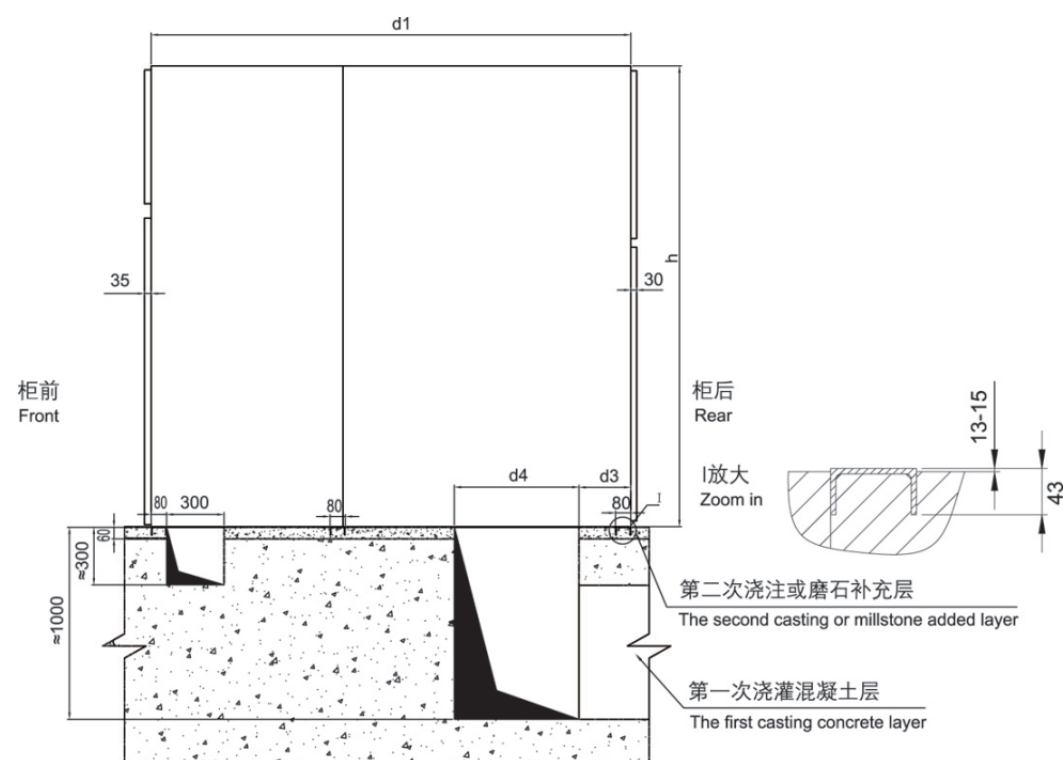 d1
35
h
30
柜前
Front
柜后
Rear
13-15
43
I放大
Zoom in
d4
d3
80
300
80
80
I
60
≈300
≈1000
第二次浇注或磨石补充层
The second casting or millstone added layer
第一次浇灌混凝土层
The first casting concrete layer